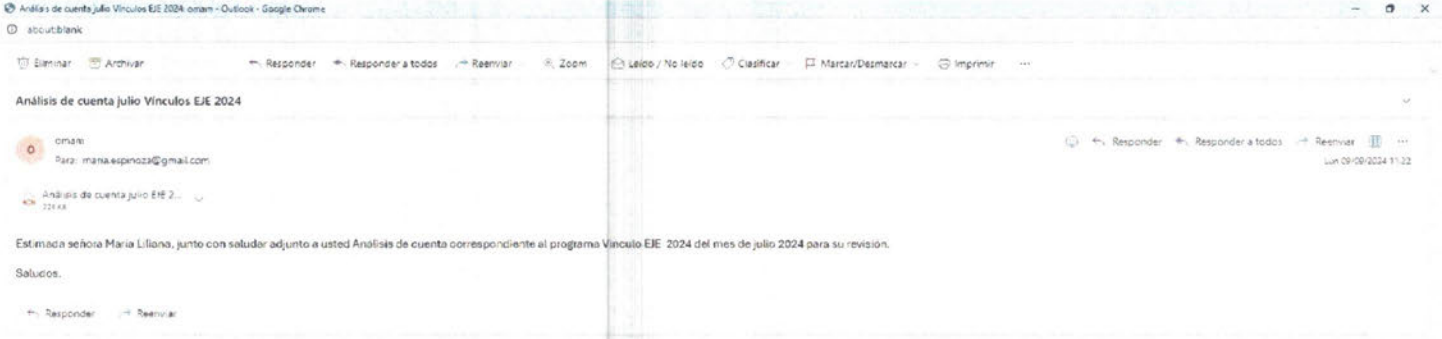 Análisis de cuenta julio Vínculos EJE 2024 omam - Outlook - Google Chrome
about:blank
Eliminar Archivar Responder Responder a todos Reenviar Zoom Leído / No leído Clasificar Marcar/Desmarcar Imprimir ...
Análisis de cuenta julio Vínculos EJE 2024
O
omam
Responder Responder a todos Reenviar ...
Para: maria.espinoza@gmail.com
Lun 09/09/2024 11:22
Análisis de cuenta julio EJE 2...
224 KB
Estimada señora Maria Liliana, junto con saludar adjunto a usted Análisis de cuenta correspondiente al programa Vinculo EJE 2024 del mes de julio 2024 para su revisión.
Saludos.
Responder Reenviar